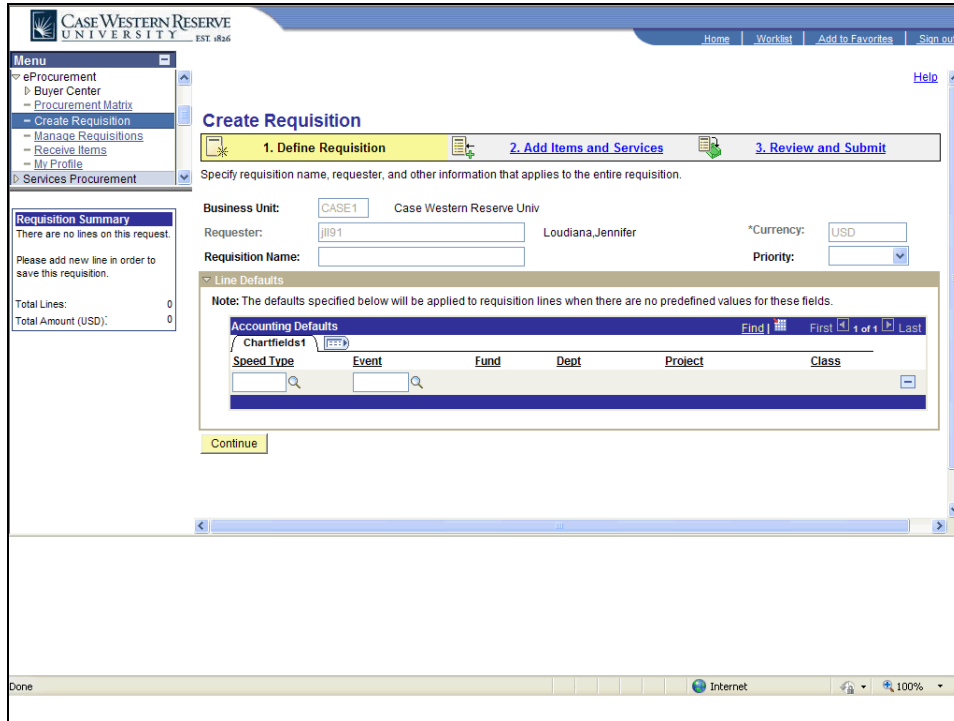 CASE WESTERN RESERVE
UNIVERSITY EST. 1826
Home Worklist Add to Favorites Sign out
Menu
eProcurement
Buyer Center
Procurement Matrix
Create Requisition
Manage Requisitions
Receive Items
My Profile
Services Procurement
Requisition Summary
There are no lines on this request.
Please add new line in order to
save this requisition.
Total Lines: 0
Total Amount (USD): 0
Help
Create Requisition
1. Define Requisition 2. Add Items and Services 3. Review and Submit
Specify requisition name, requester, and other information that applies to the entire requisition.
Business Unit: CASE1 Case Western Reserve Univ
Requester: jll91 Loudiana,Jennifer *Currency: USD
Requisition Name: Priority:
Line Defaults
Note: The defaults specified below will be applied to requisition lines when there are no predefined values for these fields.
Accounting Defaults Find | First 1 of 1 Last
Chartfields1
Speed Type Event Fund Dept Project Class
Continue
Done Internet 100%